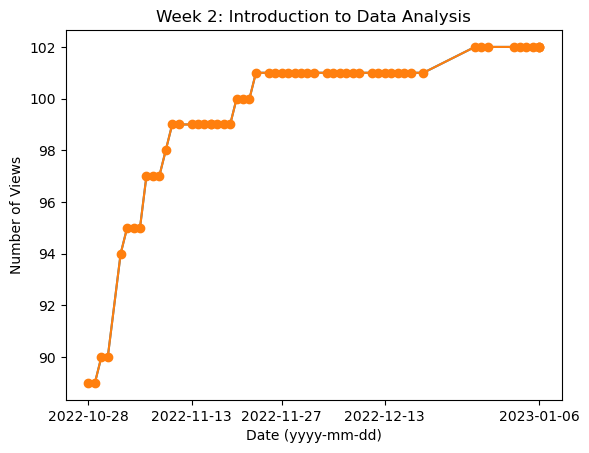 Week 2: Introduction to Data Analysis
Number of Views
102
100
98
96
94
92
90
2022-10-28 2022-11-13 2022-11-27 2022-12-13 2023-01-06
Date (yyyy-mm-dd)